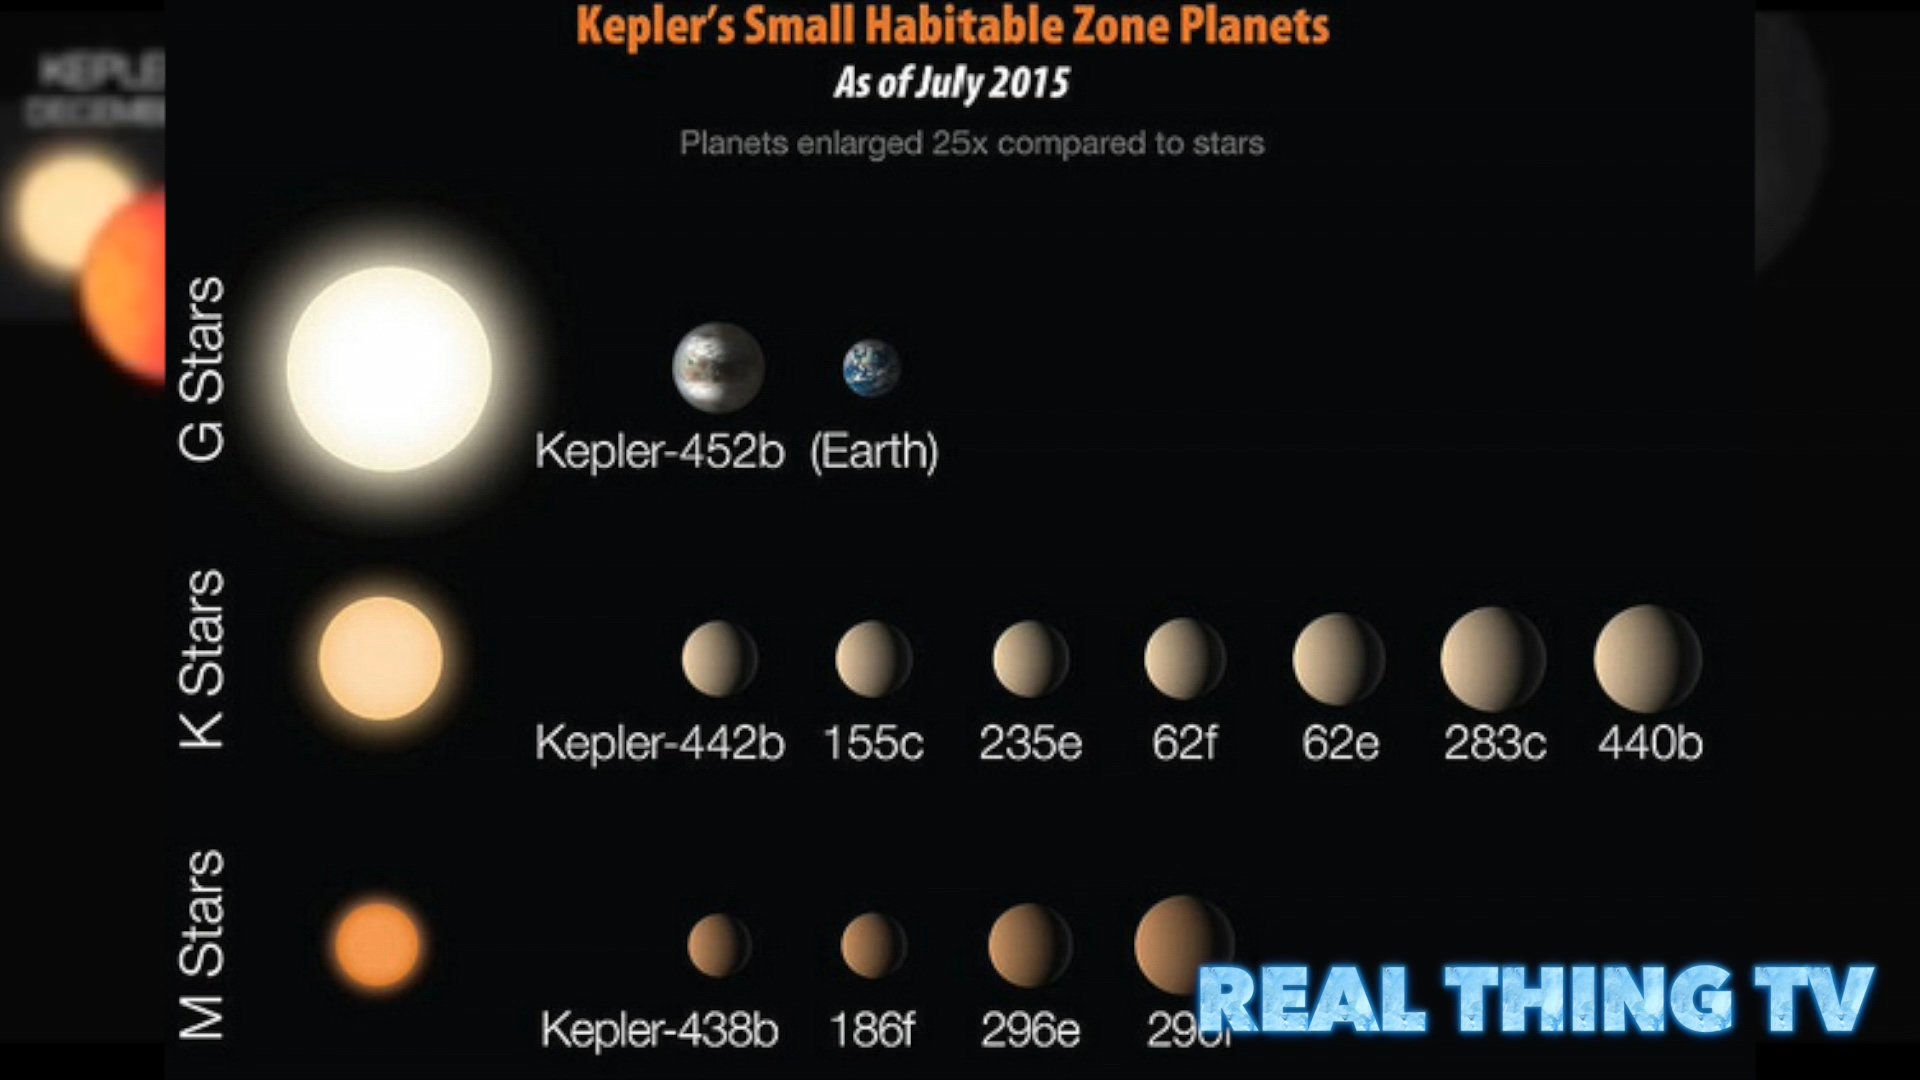 Kepler's Small Habitable Zone Planets
As of July 2015
Planets enlarged 25x compared to stars
G Stars
Kepler-452b (Earth)
K Stars
Kepler-442b 155c 235e 62f 62e 283c 440b
M Stars
Kepler-438b 186f 296e
REAL THING TV